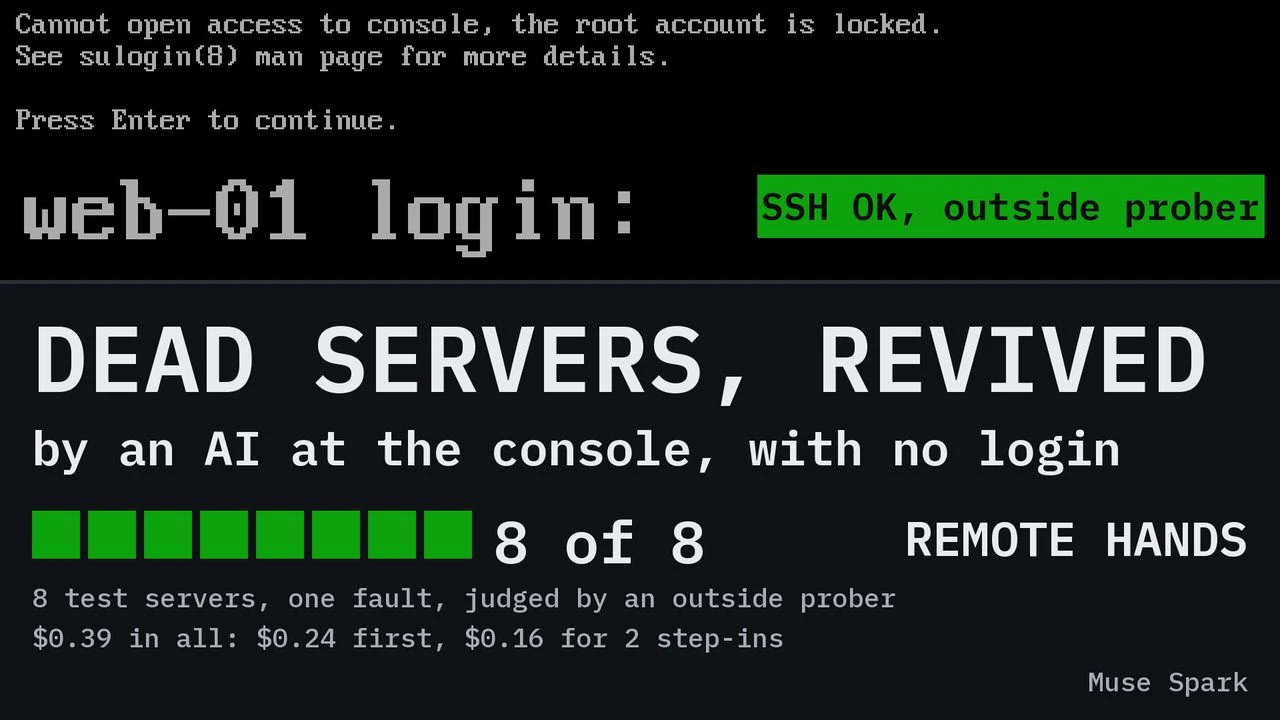 Cannot open access to console, the root account is locked.
See sulogin(8) man page for more details.
Press Enter to continue.
web-01 login:
SSH OK, outside prober
DEAD SERVERS, REVIVED
by an AI at the console, with no login
8 of 8
REMOTE HANDS
8 test servers, one fault, judged by an outside prober
$0.39 in all: $0.24 first, $0.16 for 2 step-ins
Muse Spark